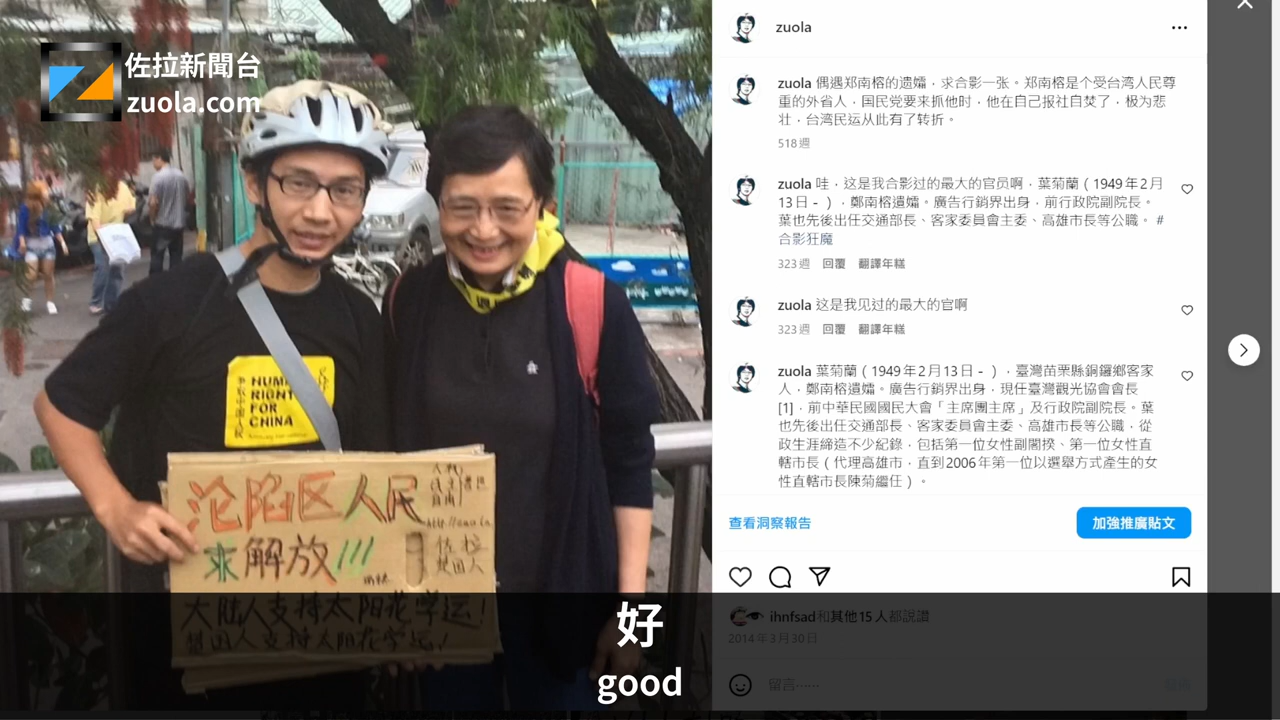 佐拉新聞台
zuola.com
HUM
RIGHT
FOR
CHINA
沦陷区人民
求解放!!!
大陆人支持太阳花学运!
楚国人支持太阳花学运!
佐拉
楚国人
zuola
zuola 偶遇郑南榕的遗孀，求合影一张。郑南榕是个受台湾人民尊
重的外省人，国民党要来抓他时，他在自己报社自焚了，极为悲
壮，台湾民运从此有了转折。
518週
zuola 哇，这是我合影过的最大的官员啊，葉菊蘭（1949年2月
13日－），鄭南榕遺孀。廣告行銷界出身，前行政院副院長。
葉也先後出任交通部長、客家委員會主委、高雄市長等公職。 #
合影狂魔
323週 回覆 翻譯年糕
zuola 这是我见过的最大的官啊
323週 回覆 翻譯年糕
zuola 葉菊蘭（1949年2月13日－），臺灣苗栗縣銅鑼鄉客家
人，鄭南榕遺孀。廣告行銷界出身，現任臺灣觀光協會會長
[1]，前中華民國國民大會「主席團主席」及行政院副院長。葉
也先後出任交通部長、客家委員會主委、高雄市長等公職，從
政生涯締造不少紀錄，包括第一位女性副閣揆、第一位女性直
轄市長（代理高雄市，直到2006年第一位以選舉方式產生的女
性直轄市長陳菊繼任）。
查看洞察報告
加強推廣貼文
ihnfsad和其他15人都說讚
2014年3月30日
留言⋯⋯
發佈
好
good